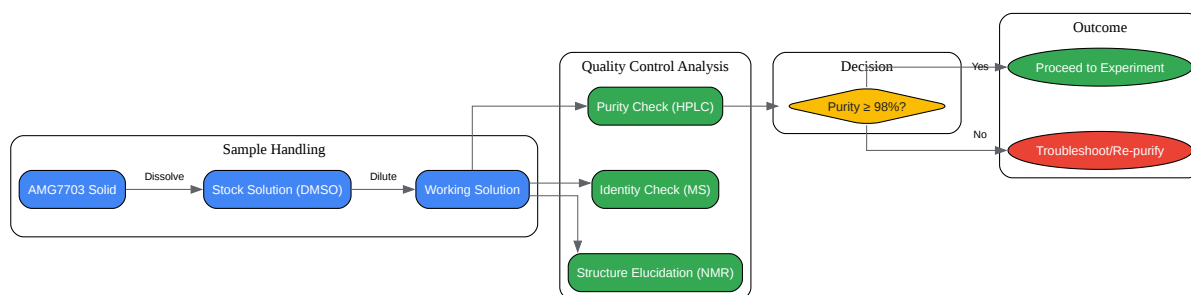 Outcome
Quality Control Analysis
Decision
Yes
Proceed to Experiment
Purity Check (HPLC)
Purity ≥ 98%?
No
Troubleshoot/Re-purify
Sample Handling
AMG7703 Solid
Dissolve
Stock Solution (DMSO)
Dilute
Working Solution
Identity Check (MS)
Structure Elucidation (NMR)